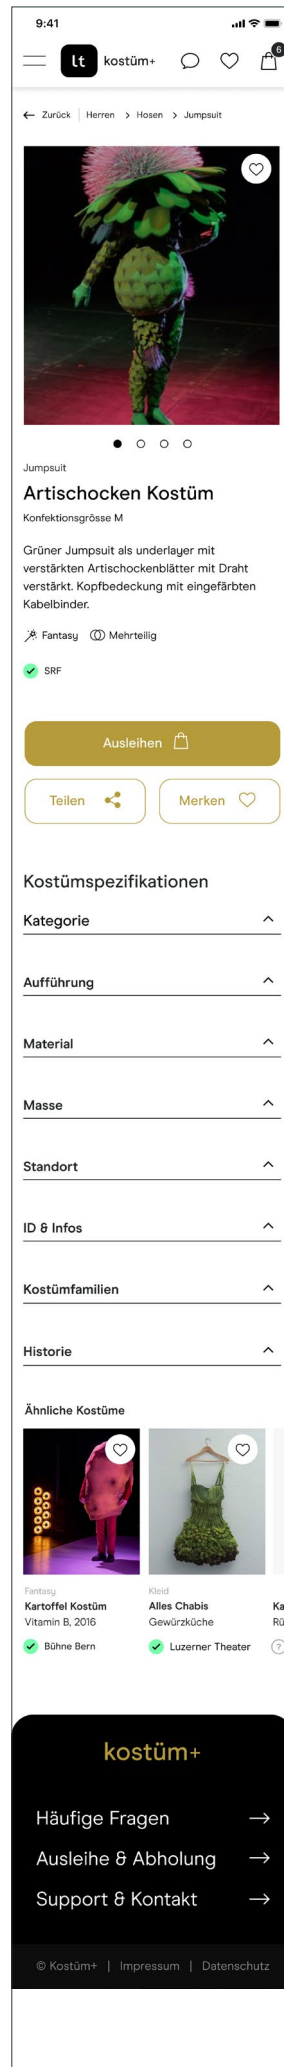 9:41
lt kostüm+ 6
Zurück | Herren > Hosen > Jumpsuit
Jumpsuit
Artischocken Kostüm
Konfektionsgrösse M
Grüner Jumpsuit als underlayer mit
verstärkten Artischockenblätter mit Draht
verstärkt. Kopfbedeckung mit eingefärbten
Kabelbinder.
Fantasy Mehrteilig
SRF
Ausleihen
Teilen Merken
Kostümspezifikationen
Kategorie
Aufführung
Material
Masse
Standort
ID & Infos
Kostümfamilien
Historie
Ähnliche Kostüme
Fantasy
Kartoffel Kostüm
Vitamin B, 2016
Bühne Bern
Kleid
Alles Chabis
Gewürzküche
Luzerner Theater
Ka
Rü
?
kostüm+
Häufige Fragen
Ausleihe & Abholung
Support & Kontakt
© Kostüm+ | Impressum | Datenschutz